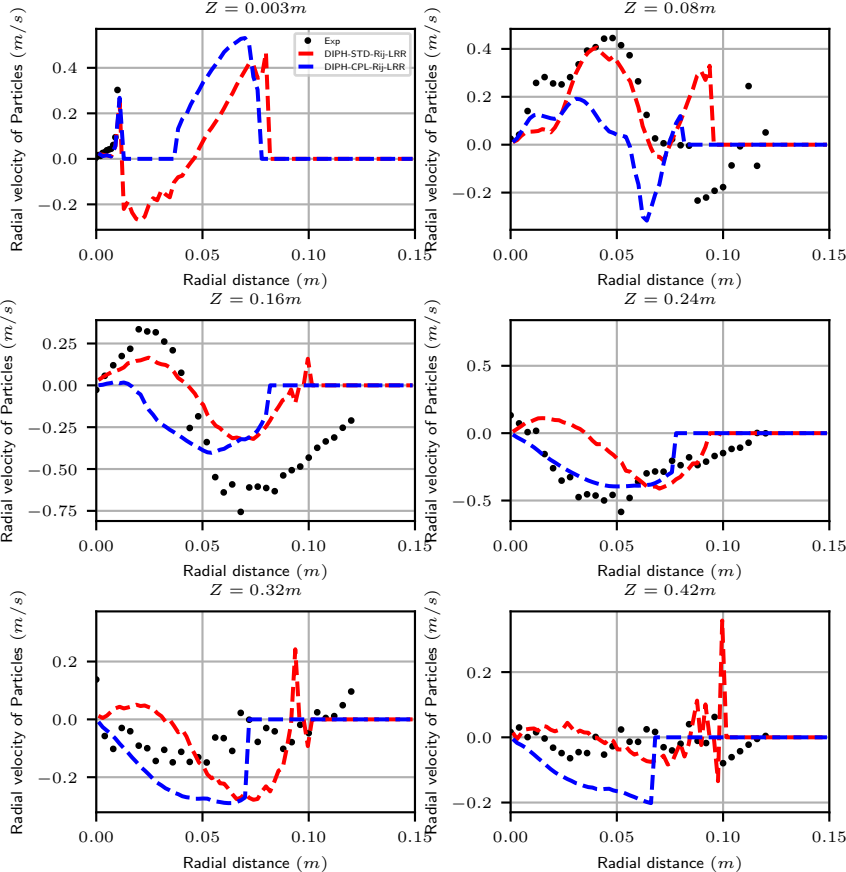 Z = 0.003m
Radial velocity of Particles (m/s)
0.4
0.2
0.0
−0.2
Exp
DIPH-STD-Rij-LRR
DIPH-CPL-Rij-LRR
0.00
0.05
0.10
0.15
Radial distance (m)
Z = 0.08m
Radial velocity of Particles (m/s)
0.4
0.2
0.0
−0.2
0.00
0.05
0.10
0.15
Radial distance (m)
Z = 0.16m
Radial velocity of Particles (m/s)
0.25
0.00
−0.25
−0.50
−0.75
0.00
0.05
0.10
0.15
Radial distance (m)
Z = 0.24m
Radial velocity of Particles (m/s)
0.5
0.0
−0.5
0.00
0.05
0.10
0.15
Radial distance (m)
Z = 0.32m
Radial velocity of Particles (m/s)
0.2
0.0
−0.2
0.00
0.05
0.10
0.15
Radial distance (m)
Z = 0.42m
Radial velocity of Particles (m/s)
0.2
0.0
−0.2
0.00
0.05
0.10
0.15
Radial distance (m)